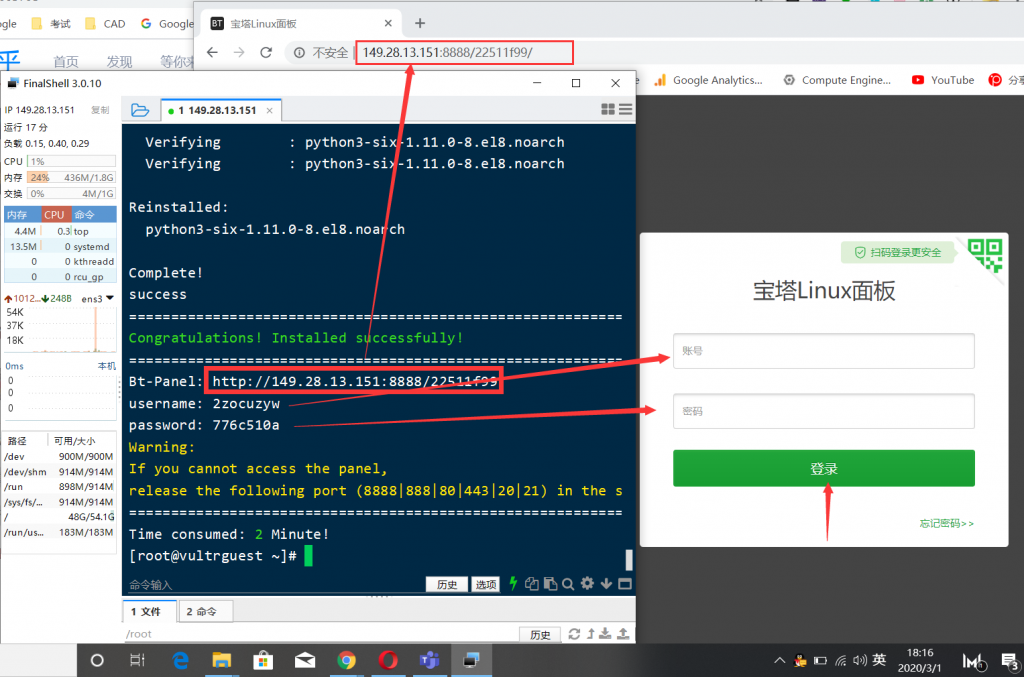 gle 考试 CAD Google
宝塔Linux面板
不安全 149.28.13.151:8888/22511f99/
Google Analytics... Compute Engine... YouTube 分享
首页 发现 等你来
FinalShell 3.0.10
IP 149.28.13.151 复制
运行 17 分
负载 0.15, 0.40, 0.29
CPU 1%
内存 24% 436M/1.8G
交换 0% 4M/1G
内存 CPU 命令
4.4M 0.3 top
13.5M 0 systemd
0 0 kthreadd
0 0 rcu_gp
1012... 248B ens3
54K
37K
18K
0ms 本机
0
0
0
路径 可用/大小
/dev 900M/900M
/dev/shm 914M/914M
/run 898M/914M
/sys/fs/... 914M/914M
/ 48G/54.1G
/run/us... 183M/183M
1 149.28.13.151
Verifying : python3-six-1.11.0-8.el8.noarch
Verifying : python3-six-1.11.0-8.el8.noarch
Reinstalled:
python3-six-1.11.0-8.el8.noarch
Complete!
success
==================================================================
Congratulations! Installed successfully!
==================================================================
Bt-Panel: http://149.28.13.151:8888/22511f99
username: 2zocuzyw
password: 776c510a
Warning:
If you cannot access the panel,
release the following port (8888|888|80|443|20|21) in the s
==================================================================
Time consumed: 2 Minute!
[root@vultrguest ~]#
命令输入 历史 选项
1 文件 2 命令
/root 历史
扫码登录更安全
宝塔Linux面板
账号
密码
登录
忘记密码>>
英
18:16
2020/3/1
3